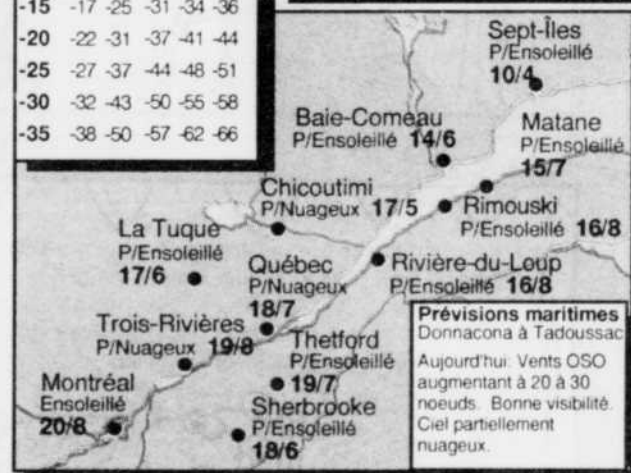 -15 -17 -25 -31 -34 -36
-20 -22 -31 -37 -41 -44
-25 -27 -37 -44 -48 -51
-30 -32 -43 -50 -55 -58
-35 -38 -50 -57 -62 -66
Sept-Îles
P/Ensoleillé
10/4
Baie-Comeau
P/Ensoleillé 14/6
Matane
P/Ensoleillé
15/7
Chicoutimi
P/Nuageux 17/5
Rimouski
P/Ensoleillé 16/8
La Tuque
P/Ensoleillé
17/6
Québec
P/Nuageux
18/7
Rivière-du-Loup
P/Ensoleillé 16/8
Trois-Rivières
P/Nuageux 19/8
Thetford
P/Ensoleillé
19/7
Montréal
Ensoleillé
20/8
Sherbrooke
P/Ensoleillé
18/6
Prévisions maritimes
Donnacona à Tadoussac
Aujourd'hui: Vents OSO
augmentant à 20 à 30
noeuds. Bonne visibilité.
Ciel partiellement
nuageux.